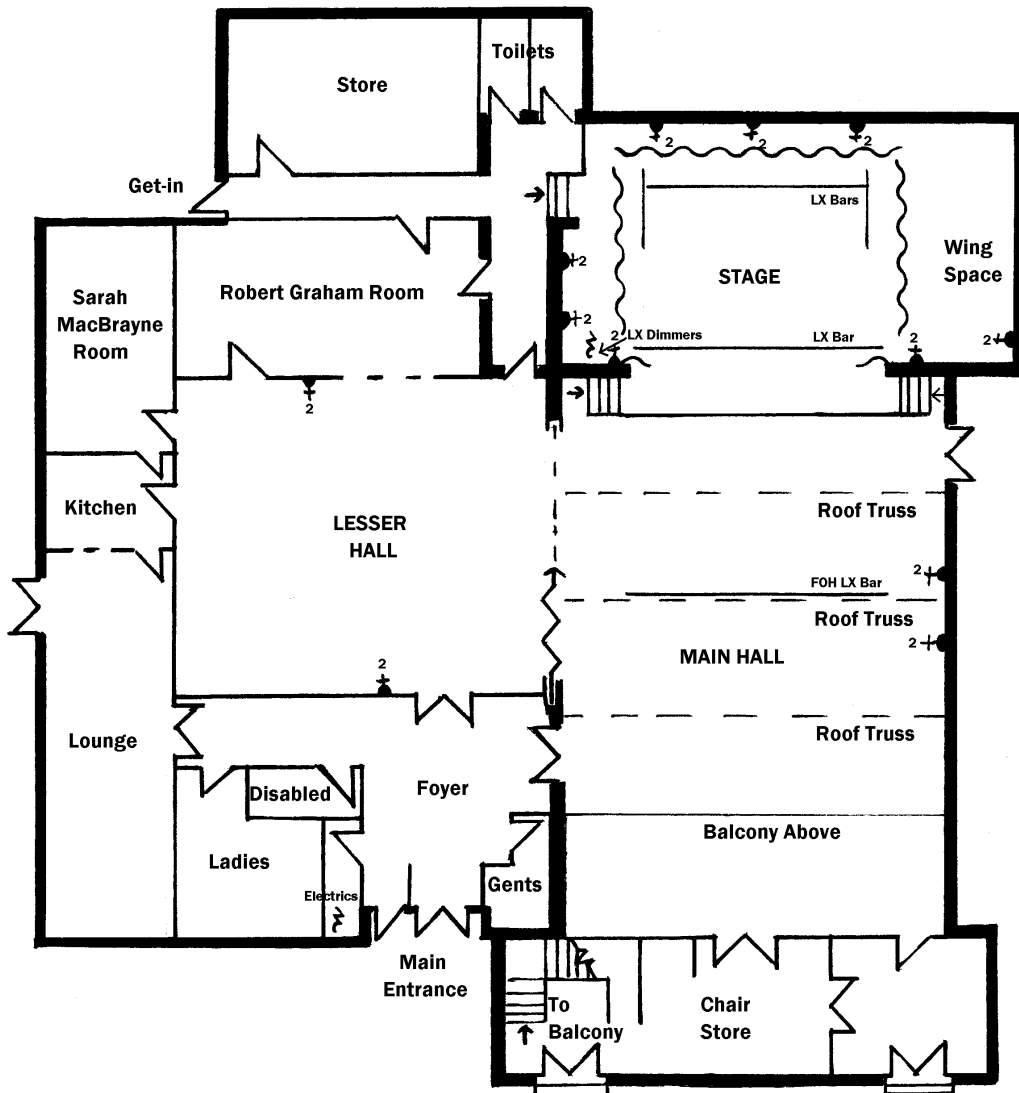 Toilets
Store
2
2
2
Get-in
LX Bars
Wing
Space
2
STAGE
Sarah
MacBrayne
Room
Robert Graham Room
2
LX Dimmers
2
LX Bar
2
2
2
Kitchen
LESSER
HALL
Roof Truss
2
FOH LX Bar
Roof Truss
2
MAIN HALL
2
Lounge
Roof Truss
Foyer
Disabled
Balcony Above
Ladies
Gents
Electrics
Main
Entrance
To
Balcony
Chair
Store